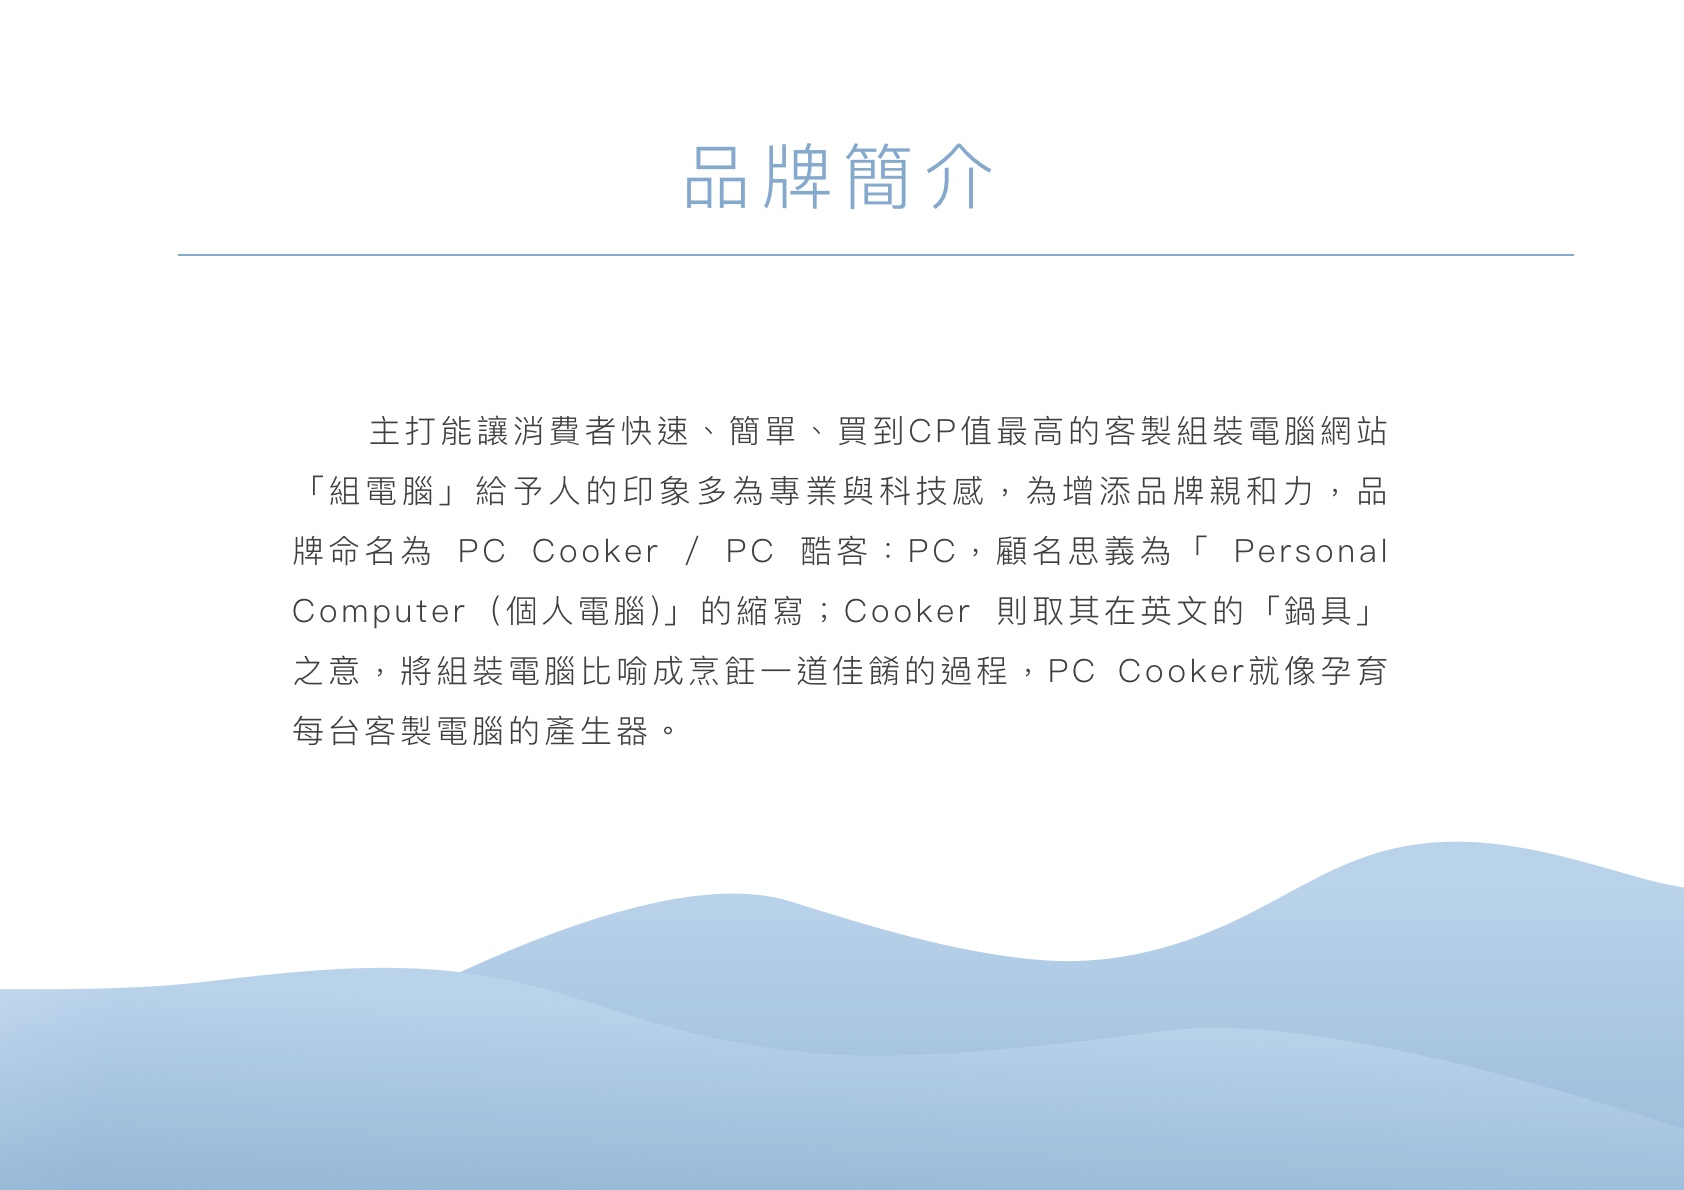 品牌簡介
主打能讓消費者快速、簡單、買到CP值最高的客製組裝電腦網站
「組電腦」給予人的印象多為專業與科技感，為增添品牌親和力，品
牌命名為 PC Cooker / PC 酷客：PC，顧名思義為「 Personal
Computer（個人電腦)」的縮寫；Cooker 則取其在英文的「鍋具」
之意，將組裝電腦比喻成烹飪一道佳餚的過程，PC Cooker就像孕育
每台客製電腦的產生器。